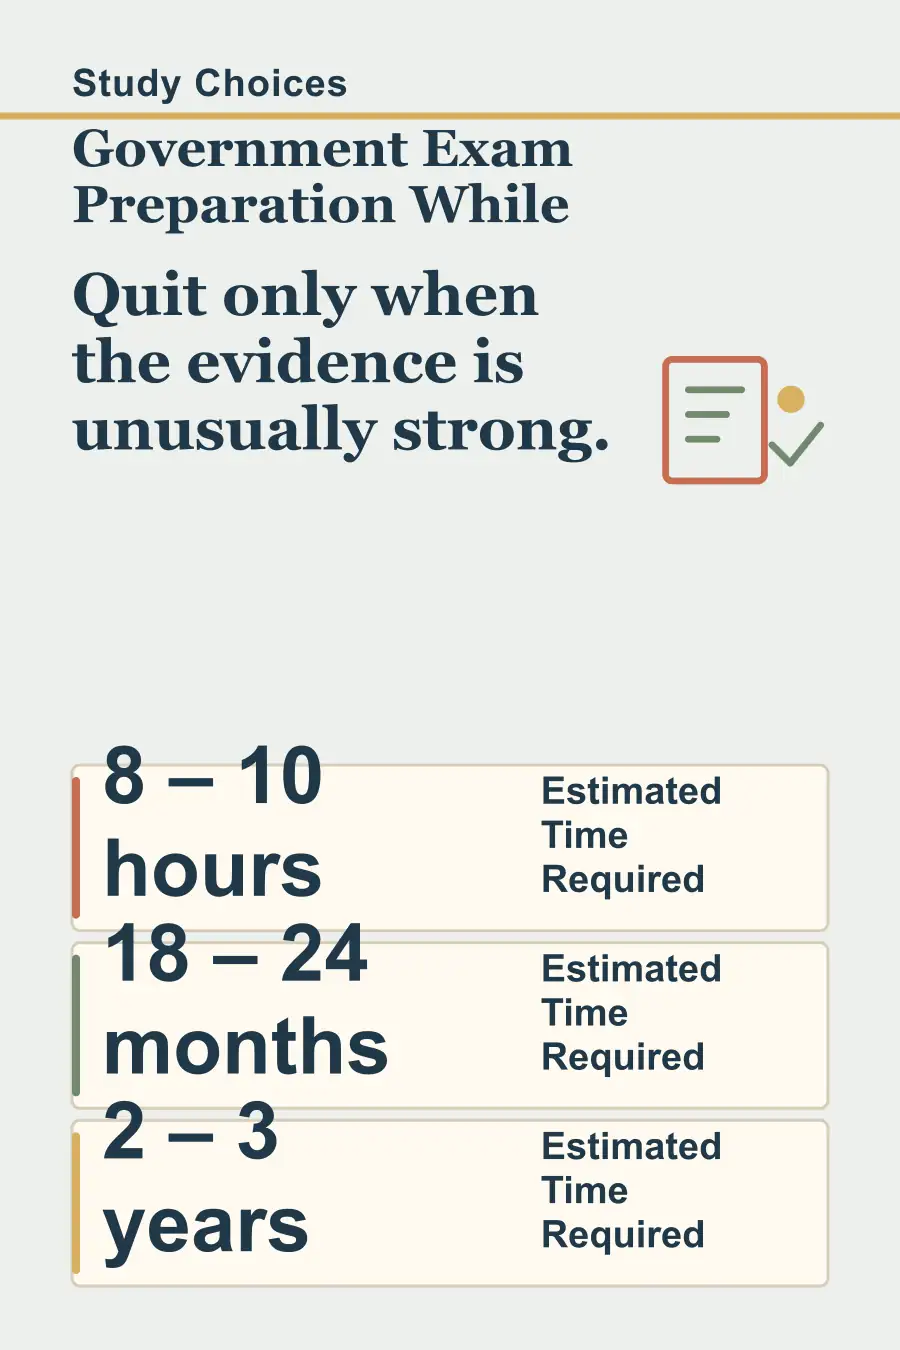 Study Choices
Government Exam
Preparation While
Quit only when
the evidence is
unusually strong.
8 – 10
hours
Estimated
Time
Required
18 – 24
months
Estimated
Time
Required
2 – 3
years
Estimated
Time
Required